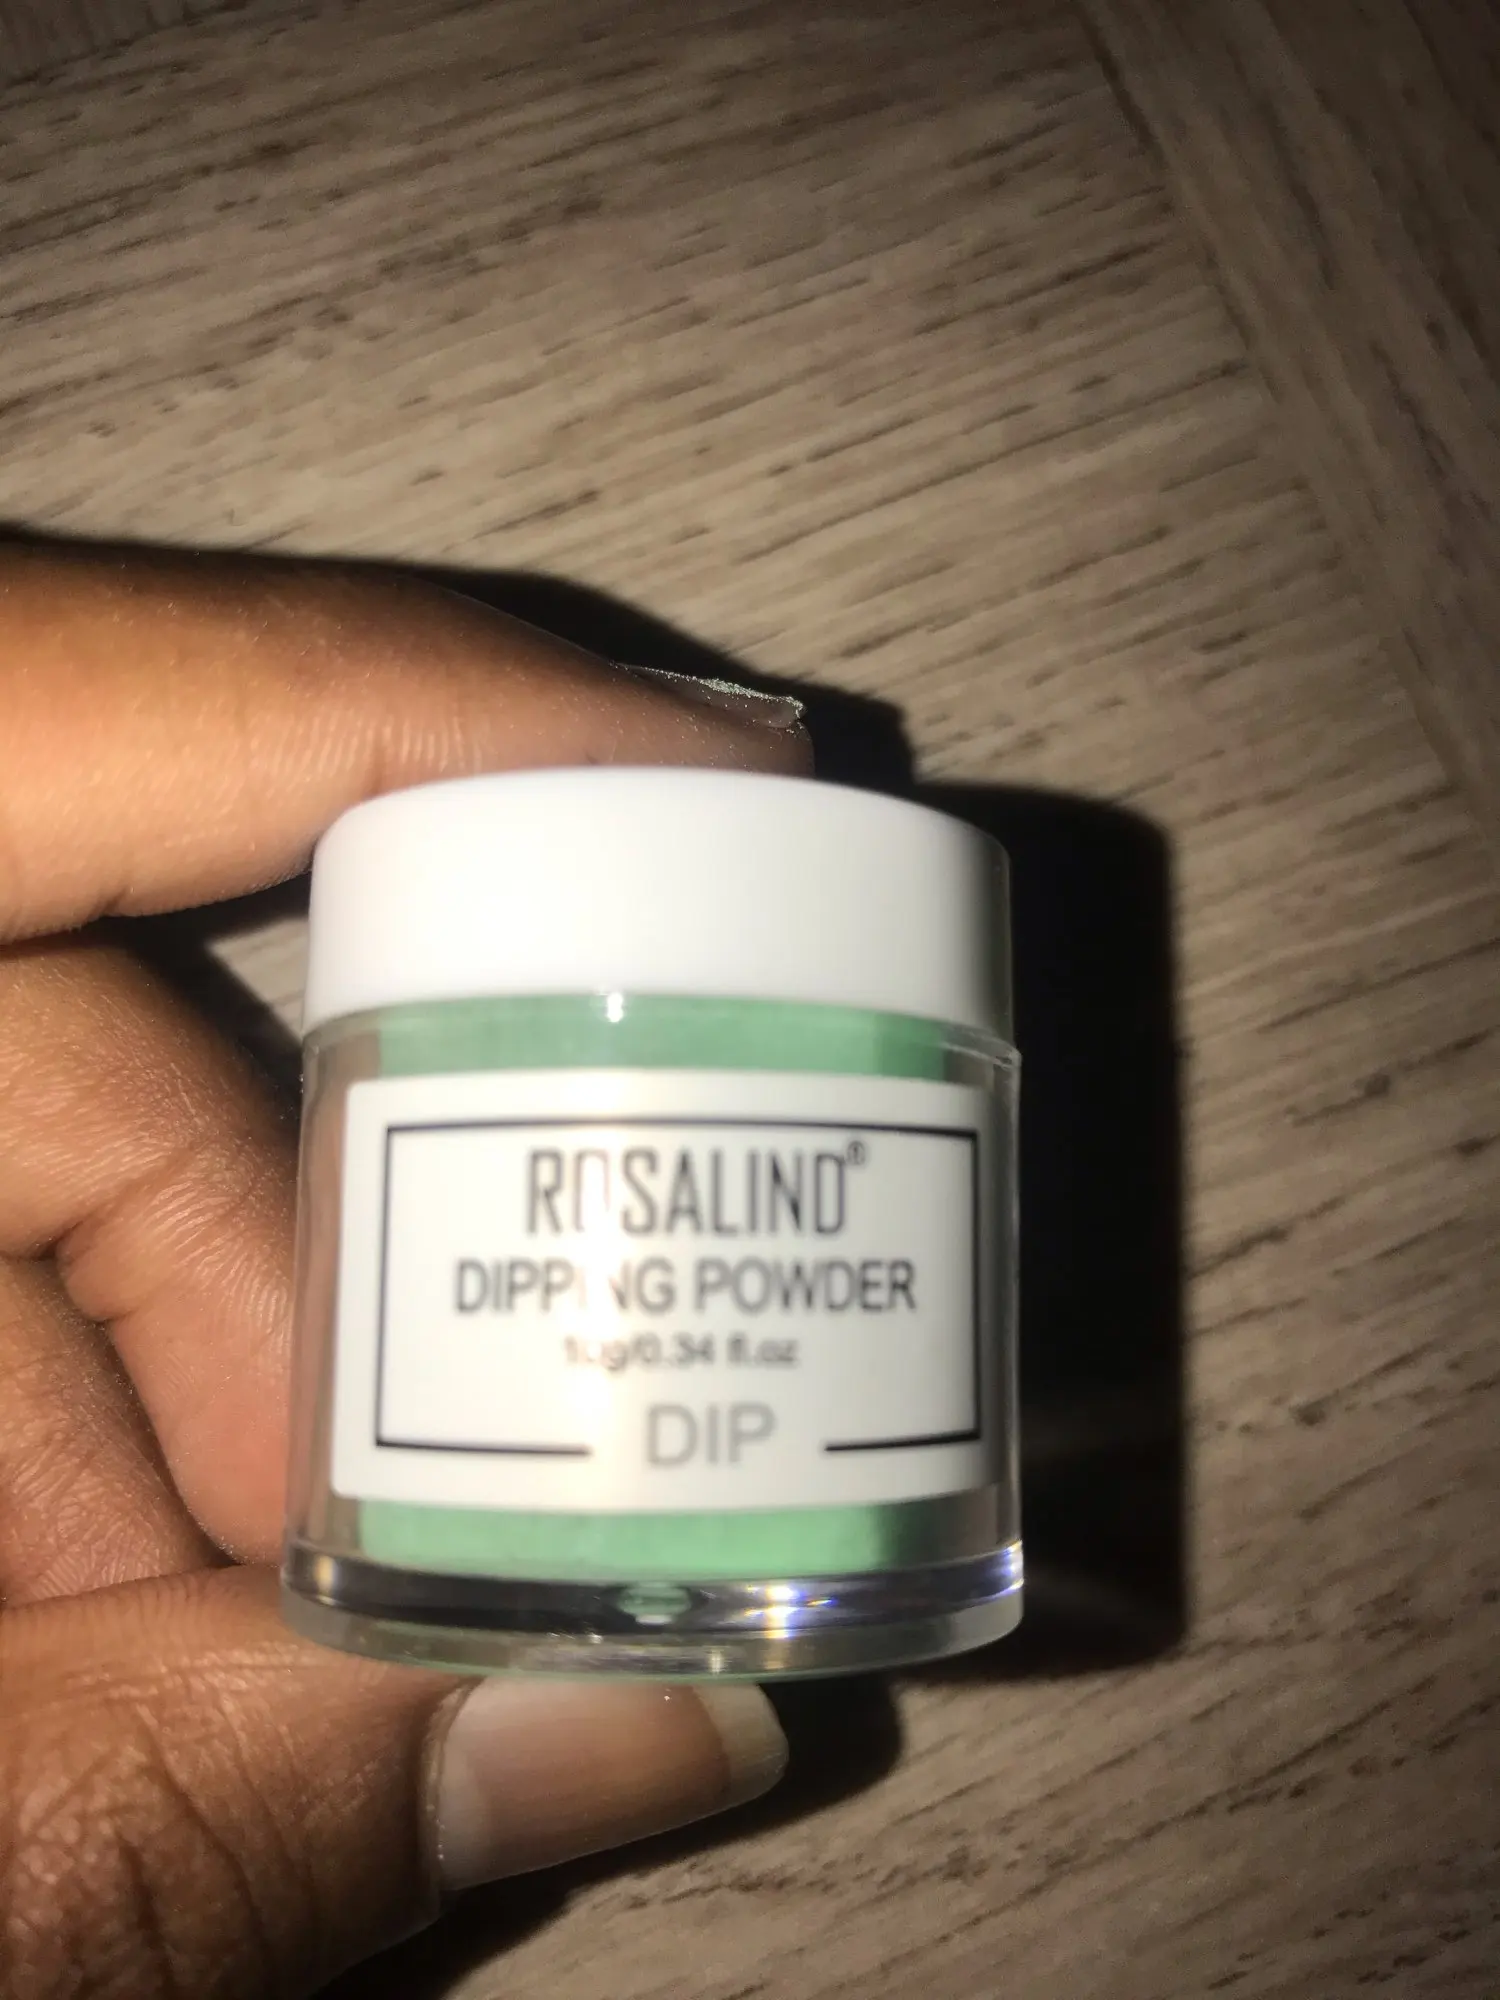 ROSALIND®
DIPPING POWDER
10g/0.34 fl.oz
DIP